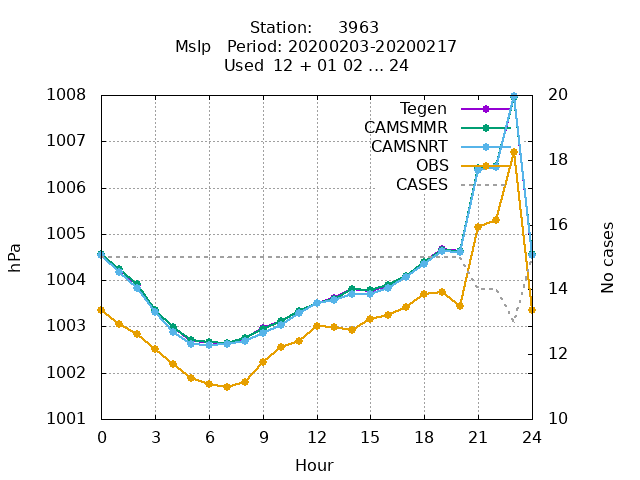 Station:     3963
Mslp   Period: 20200203-20200217
Used  12 + 01 02 ... 24
Tegen
CAMSMMR
CAMSNRT
OBS
CASES
hPa
1008
1007
1006
1005
1004
1003
1002
1001
20
18
16
14
12
10
No cases
0 3 6 9 12 15 18 21 24
Hour